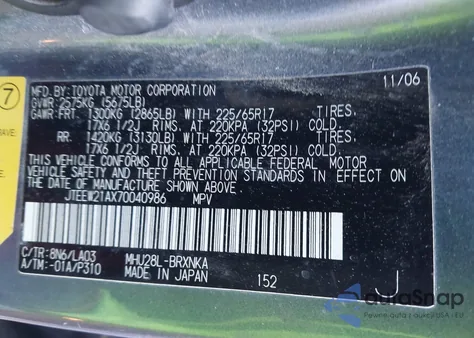 7
MFD.BY:TOYOTA MOTOR CORPORATION 11/06
GVWR:2575KG (5675LB)
GAWR:FRT. 1300KG (2865LB) WITH 225/65R17 TIRES,
17X6 1/2J RIMS, AT 220KPA (32PSI) COLD.
RR. 1420KG (3130LB) WITH 225/65R17 TIRES,
17X6 1/2J RIMS, AT 220KPA (32PSI) COLD.
THIS VEHICLE CONFORMS TO ALL APPLICABLE FEDERAL MOTOR
VEHICLE SAFETY AND THEFT PREVENTION STANDARDS IN EFFECT ON
THE DATE OF MANUFACTURE SHOWN ABOVE.
JTEEW21AX70040986 MPV
C/TR: 8N6/LA03 MHU28L-BRXNKA
A/TM: -01A/P310 MADE IN JAPAN 152 J
AuraSnap